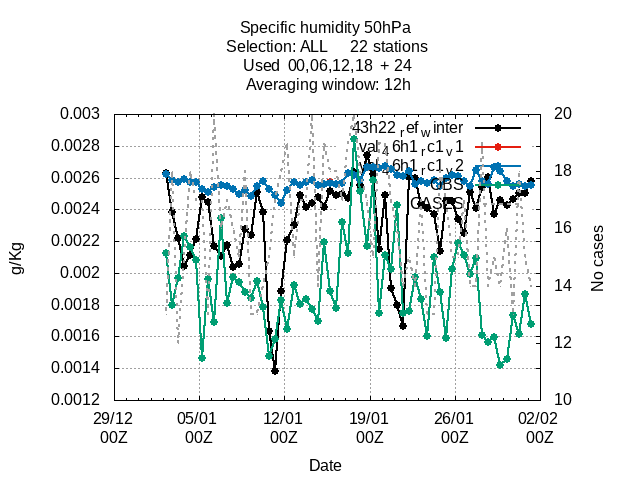 Specific humidity 50hPa
Selection: ALL 22 stations
Used 00,06,12,18 + 24
Averaging window: 12h
0.003
0.0028
0.0026
0.0024
0.0022
0.002
0.0018
0.0016
0.0014
0.0012
g/Kg
20
18
16
14
12
10
No cases
43h22refwinter
val46h1rc1v1
val46h1rc1v2
OBS
CASES
29/12 05/01 12/01 19/01 26/01 02/02
00Z 00Z 00Z 00Z 00Z 00Z
Date